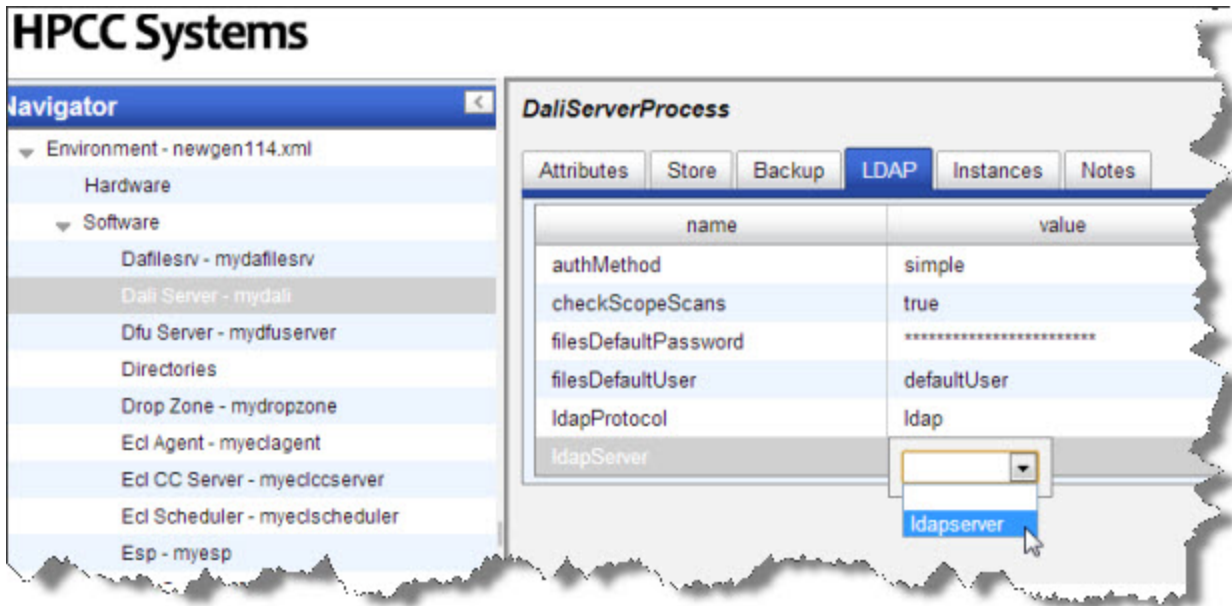 HPCC Systems
Navigator
Environment - newgen114.xml
Hardware
Software
Dafilesrv - mydafilesrv
Dali Server - mydali
Dfu Server - mydfuserver
Directories
Drop Zone - mydropzone
Ecl Agent - myeclagent
Ecl CC Server - myeclccserver
Ecl Scheduler - myeclscheduler
Esp - myesp
DaliServerProcess
Attributes Store Backup LDAP Instances Notes
name value
authMethod simple
checkScopeScans true
filesDefaultPassword ************************
filesDefaultUser defaultUser
ldapProtocol ldap
ldapServer
ldapserver